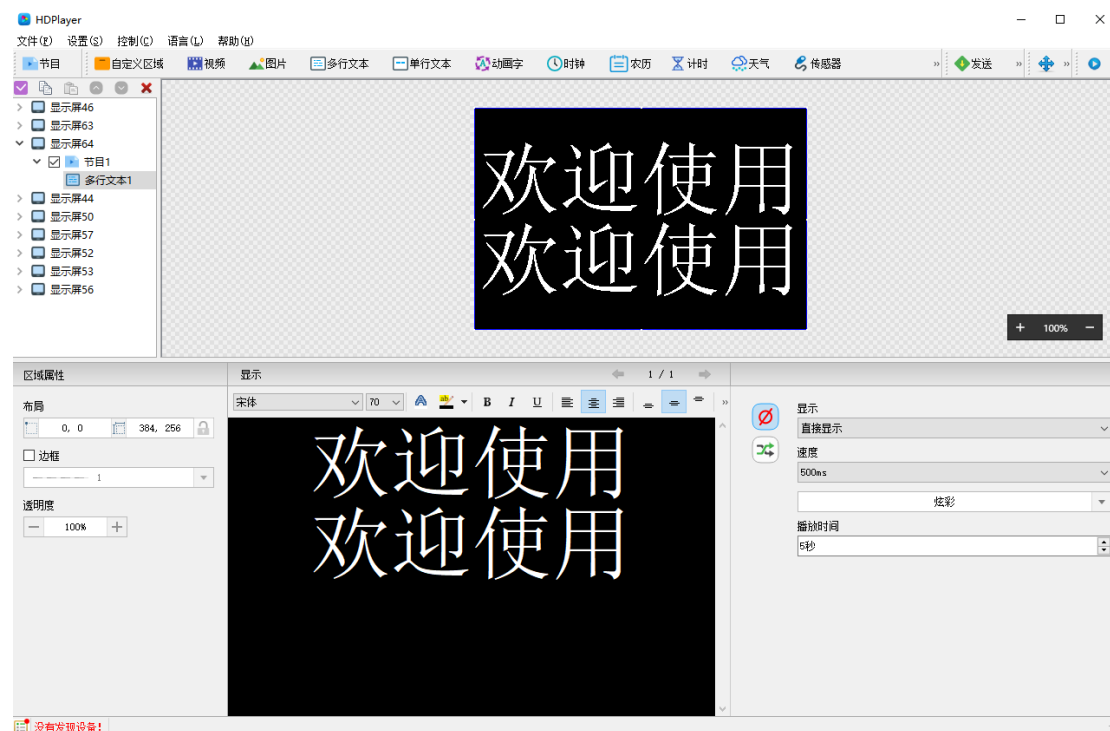 HDPlayer
文件(F) 设置(S) 控制(C) 语言(L) 帮助(H)
节目 自定义区域 视频 图片 多行文本 单行文本 动画字 时钟 农历 计时 天气 传感器 » 发送 » »
显示屏46
显示屏63
显示屏64
节目1
多行文本1
显示屏44
显示屏50
显示屏57
显示屏52
显示屏53
显示屏56
欢迎使用
欢迎使用
+ 100% −
区域属性
布局
0, 0 384, 256
边框
1
透明度
− 100% +
显示 1 / 1
宋体 70 B I U »
欢迎使用
欢迎使用
显示
直接显示
速度
500ms
炫彩
播放时间
5秒
没有发现设备!